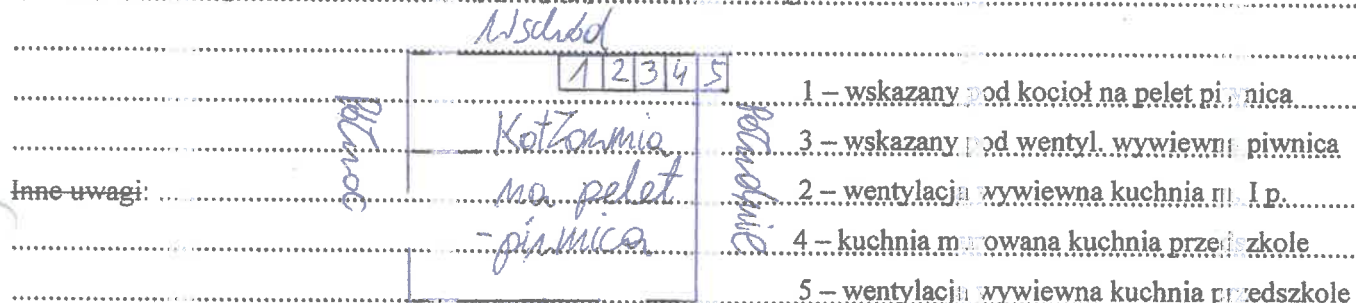 Wschód
1 2 3 4 5
1 – wskazany pod kocioł na pelet piwnica
Północ
Kotłownia
Południe
3 – wskazany pod wentyl. wywiewną piwnica
Inne uwagi:
na pelet
2 – wentylacja wywiewna kuchnia na I p.
- piwnica
4 – kuchnia murowana kuchnia przedszkole
5 – wentylacja wywiewna kuchnia przedszkole